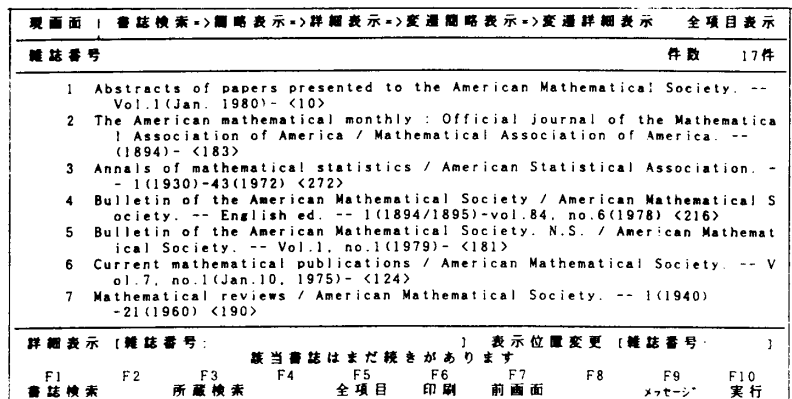 現画面 | 書誌検索=>簡略表示=>詳細表示=>変遷簡略表示=>変遷詳細表示 全項目表示
雑誌番号 件数 17件
1 Abstracts of papers presented to the American Mathematical Society. --
Vol.1(Jan. 1980)- <10>
2 The American mathematical monthly : Official journal of the Mathematica
l Association of America / Mathematical Association of America. --
(1894)- <183>
3 Annals of mathematical statistics / American Statistical Association. -
- 1(1930)-43(1972) <272>
4 Bulletin of the American Mathematical Society / American Mathematical S
ociety. -- English ed. -- 1(1894/1895)-vol.84, no.6(1978) <216>
5 Bulletin of the American Mathematical Society. N.S. / American Mathemat
ical Society. -- Vol.1, no.1(1979)- <181>
6 Current mathematical publications / American Mathematical Society. -- V
ol.7, no.1(Jan.10, 1975)- <124>
7 Mathematical reviews / American Mathematical Society. -- 1(1940)
-21(1960) <190>
詳細表示 [雑誌番号: ] 表示位置変更 [雑誌番号: ]
該当書誌はまだ続きがあります
F1 F2 F3 F4 F5 F6 F7 F8 F9 F10
書誌検索 所蔵検索 全項目 印刷 前画面 メッセージ 実行